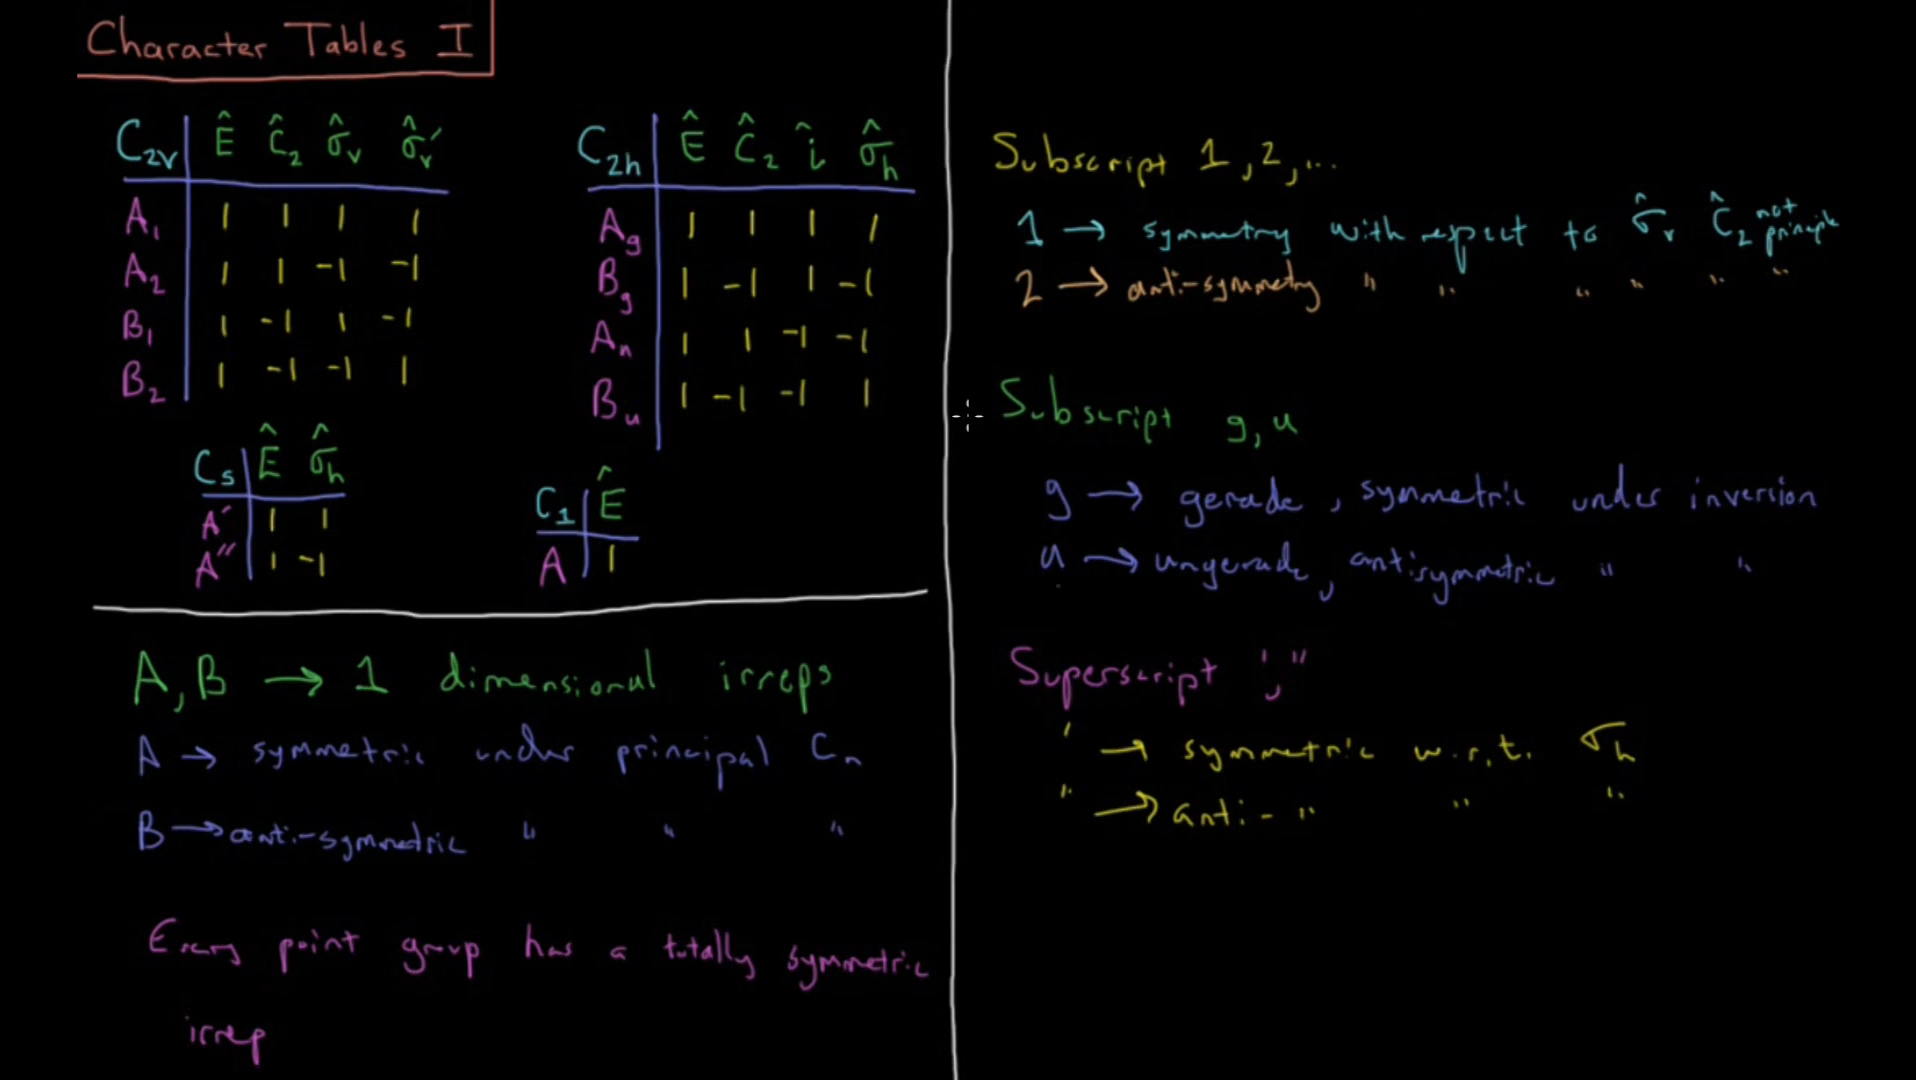 Character Tables I
C2v Ê Ĉ2 σ̂v σ̂v′
A1 1 1 1 1
A2 1 1 -1 -1
B1 1 -1 1 -1
B2 1 -1 -1 1
C2h Ê Ĉ2 î σ̂h
Ag 1 1 1 1
Bg 1 -1 1 -1
Au 1 1 -1 -1
Bu 1 -1 -1 1
Cs Ê σ̂h
A′ 1 1
A″ 1 -1
C1 Ê
A 1
A, B → 1 dimensional irreps
A → symmetric under principal Cn
B → anti-symmetric " " "
Every point group has a totally symmetric
irrep
Subscript 1, 2, ...
1 → symmetry with respect to σ̂v Ĉ2 not principle
2 → anti-symmetry " " " " " "
Subscript g, u
g → gerade, symmetric under inversion
u → ungerade, antisymmetric " "
Superscript ′, ″
′ → symmetric w.r.t. σh
″ → anti- " " "